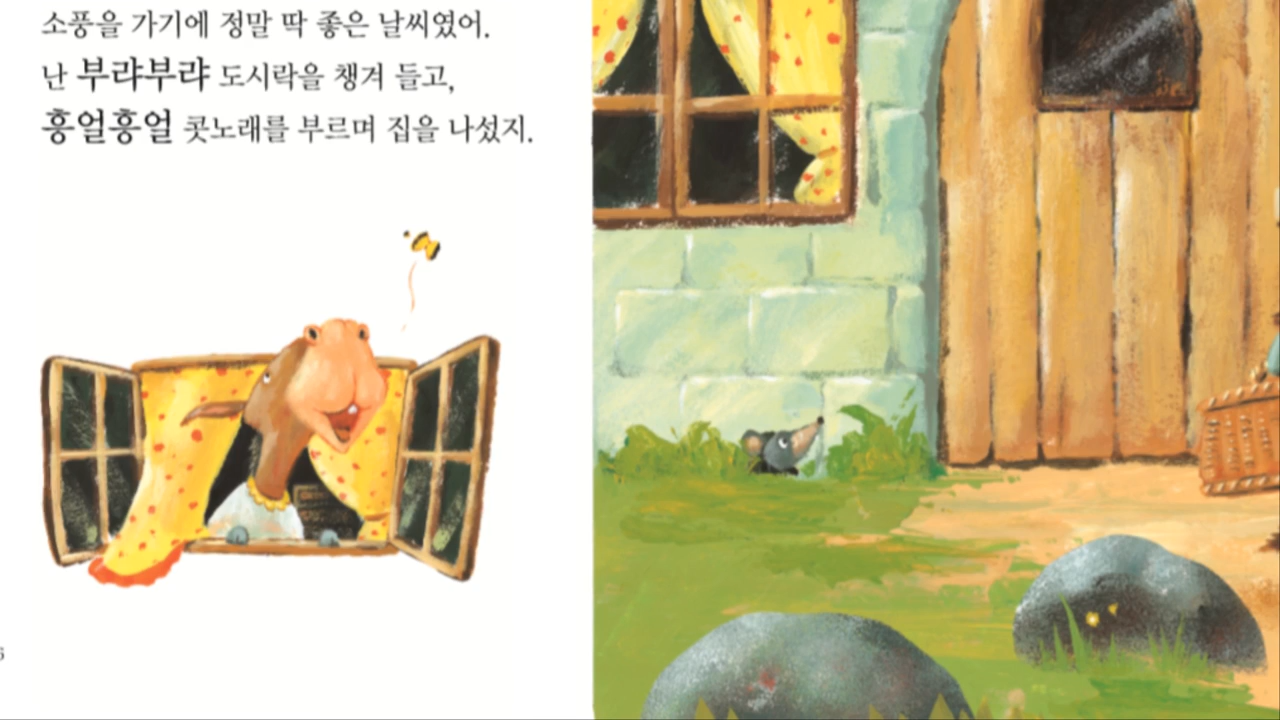 소풍을 가기에 정말 딱 좋은 날씨였어.
난 부랴부랴 도시락을 챙겨 들고,
흥얼흥얼 콧노래를 부르며 집을 나섰지.